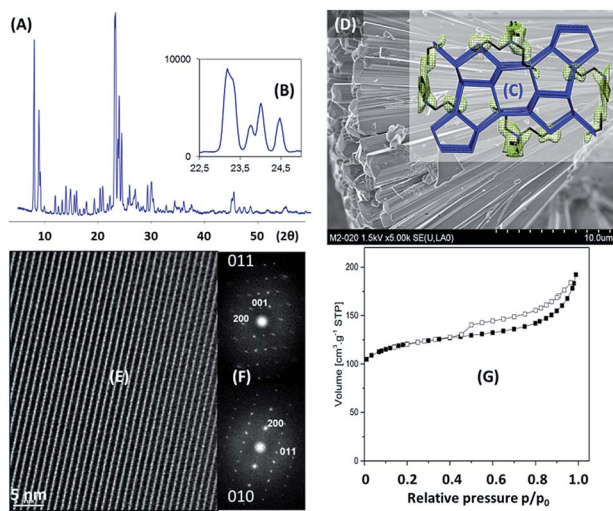 (A)
10000
(B)
0
22,5
23,5
24,5
10
20
30
40
50
(2θ)
(D)
(C)
M2-020 1.5kV x5.00k SE(U,LA0)
10.0um
(E)
5 nm
011
001
200
(F)
200
011
010
200
150
100
50
0
Volume [cm³.g⁻¹ STP]
(G)
0
0.2
0.4
0.6
0.8
1.0
Relative pressure p/p₀